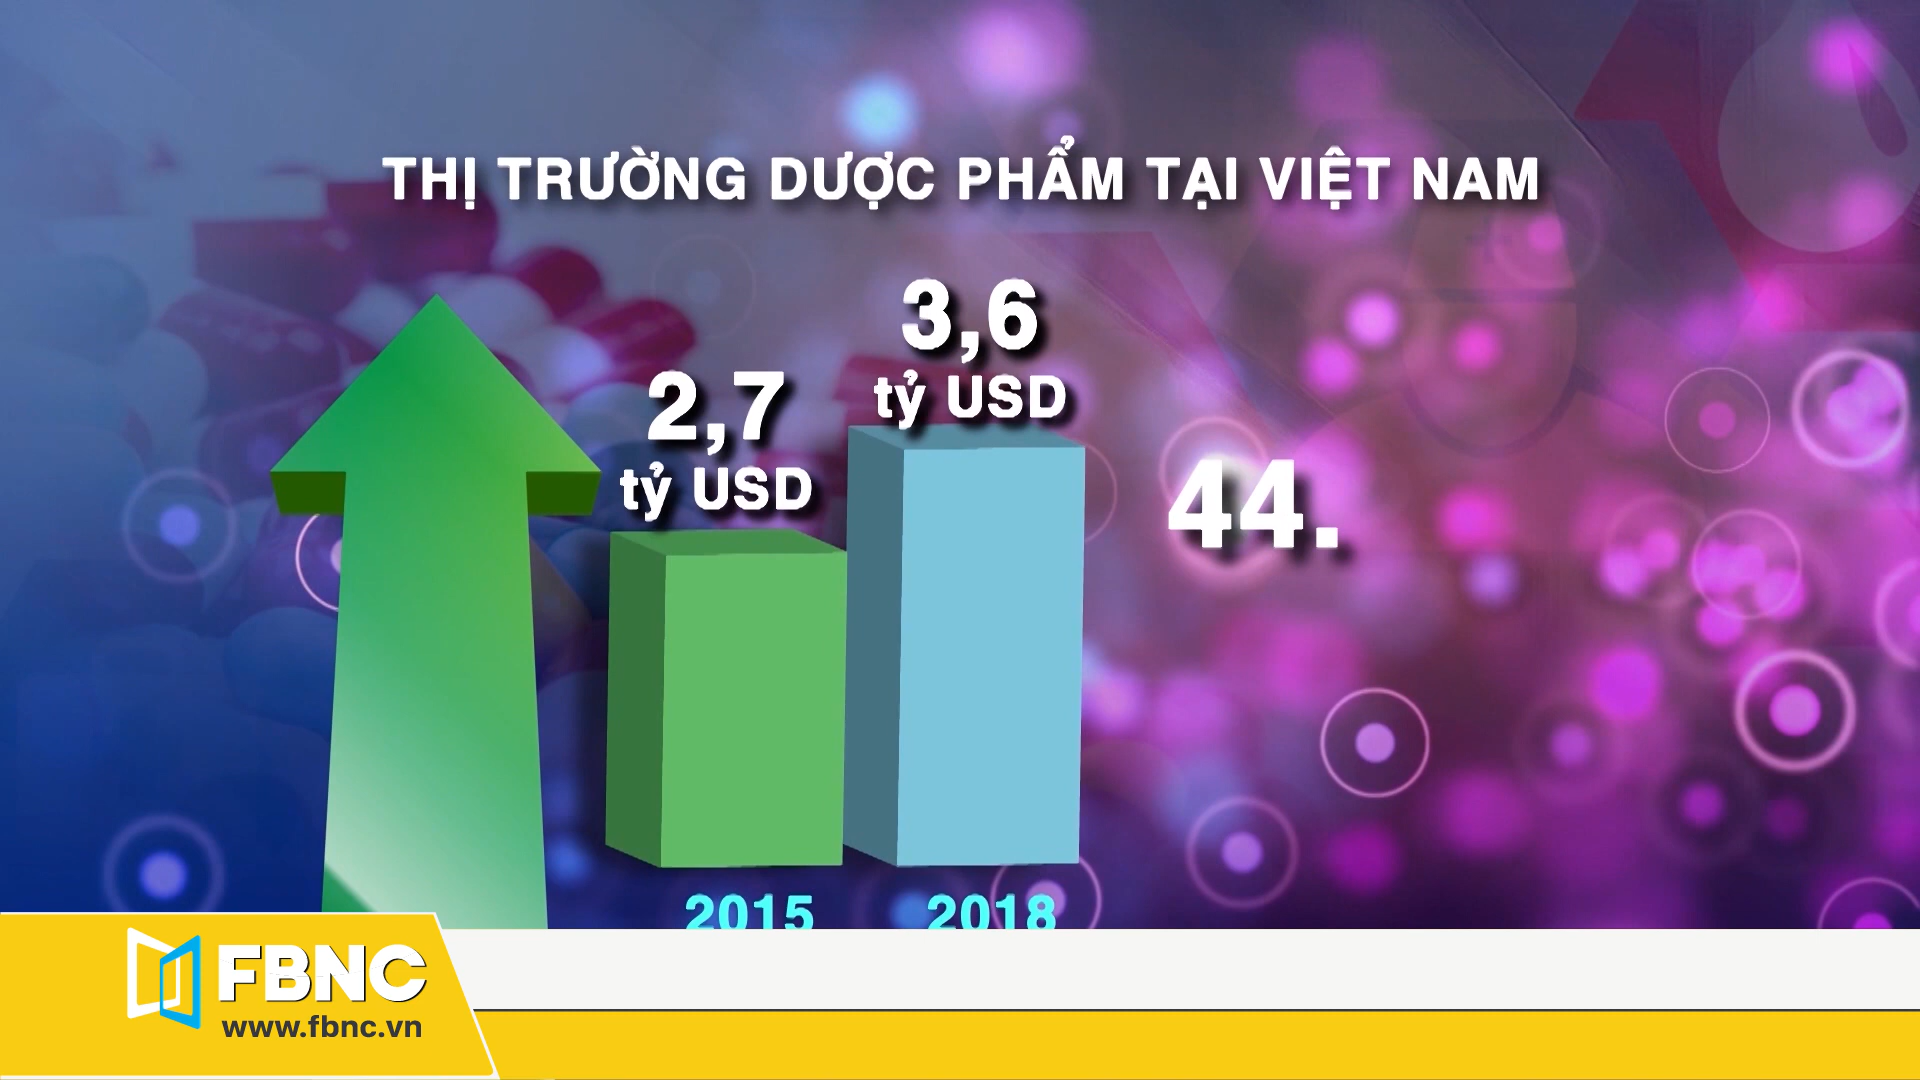 THỊ TRƯỜNG DƯỢC PHẨM TẠI VIỆT NAM
3,6
tỷ USD
2,7
tỷ USD
44.
2015
2018
FBNC
www.fbnc.vn